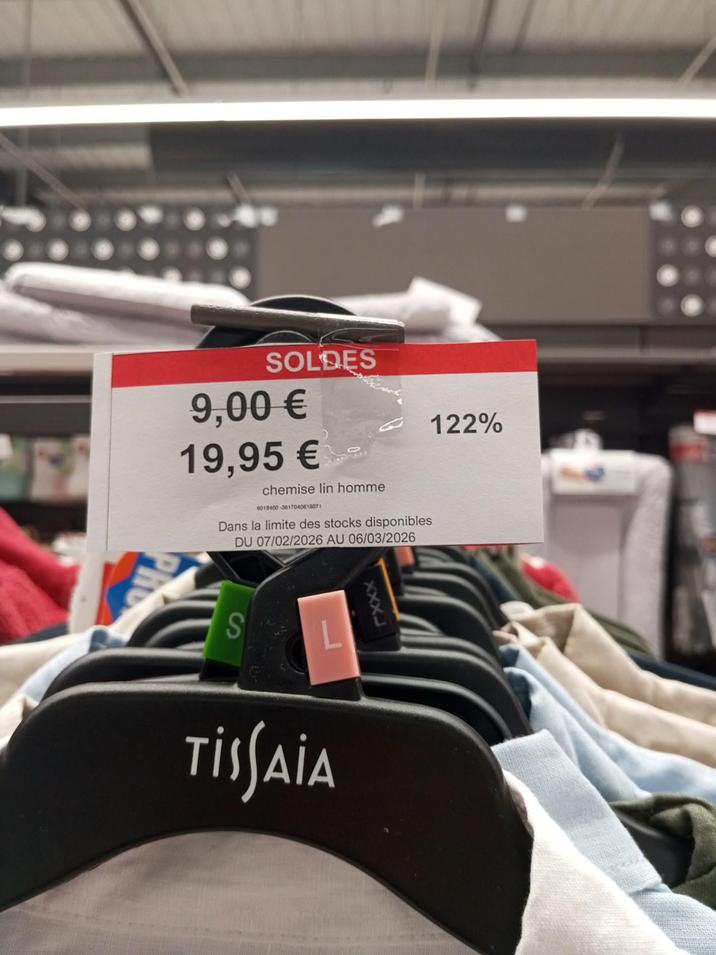 SOLDES
9,00 €
19,95 €
122%
chemise lin homme
Dans la limite des stocks disponibles
DU 07/02/2026 AU 06/03/2026
S
L
XXXL
TISSAIA